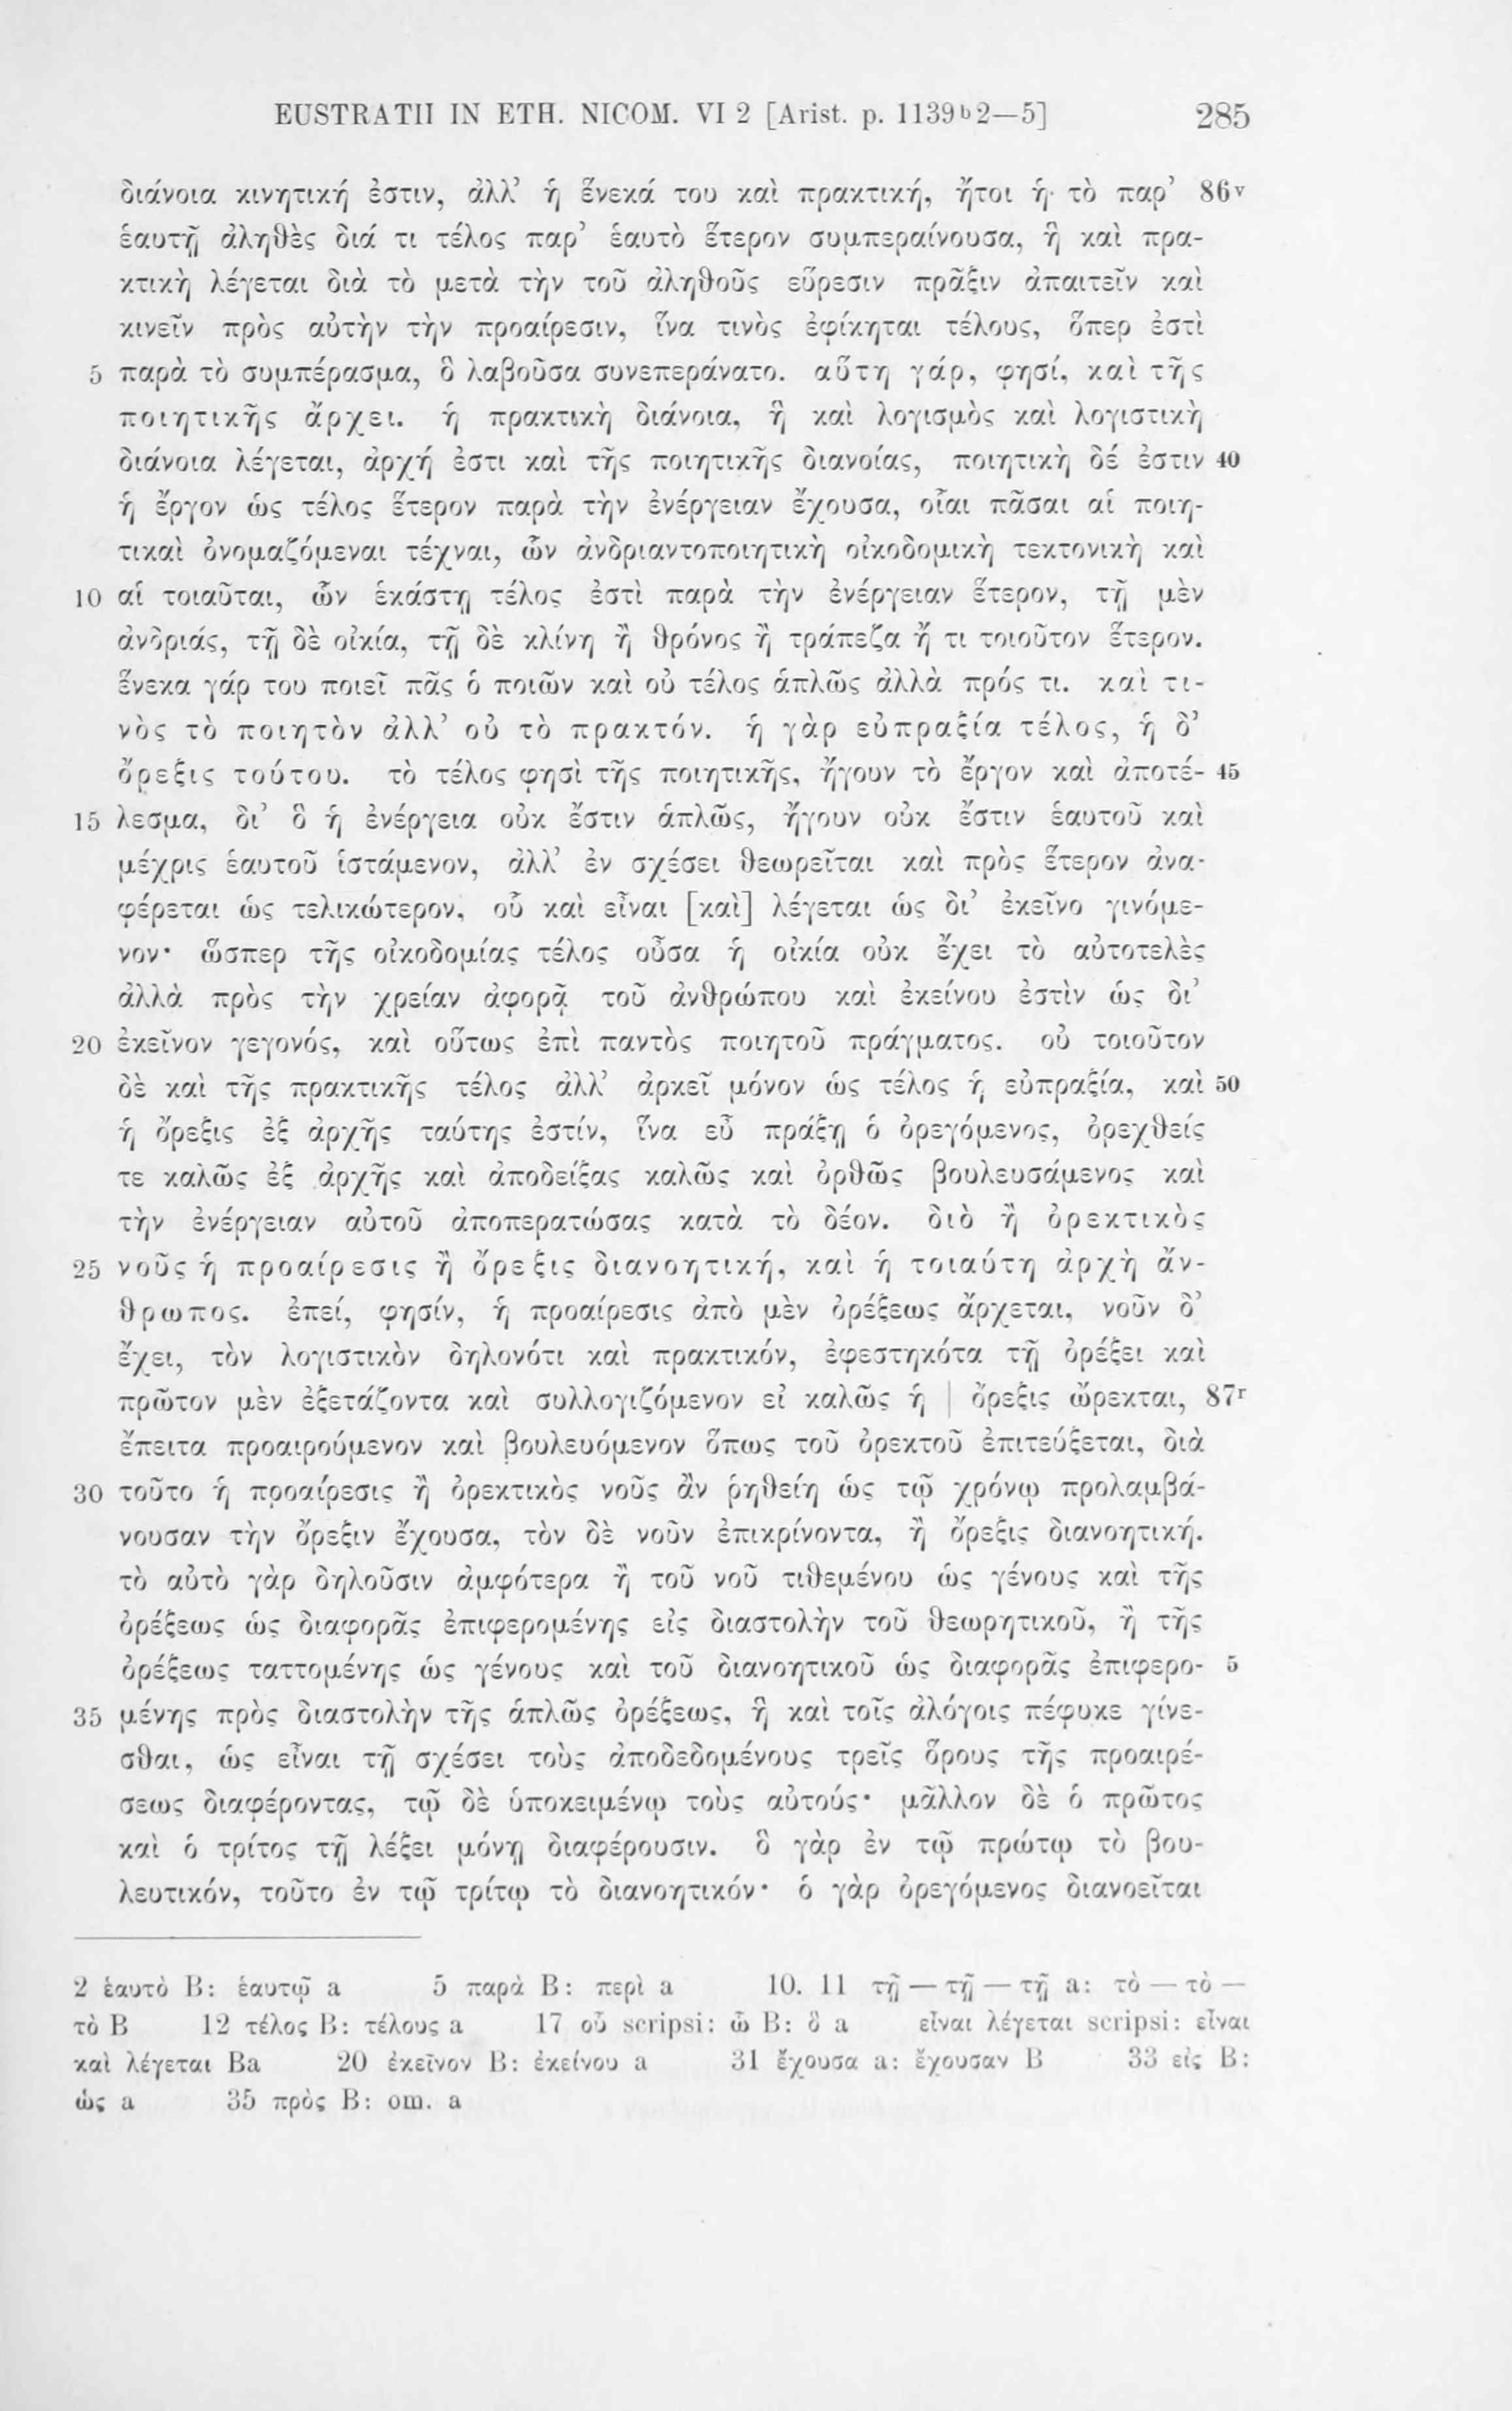 EUSTRATII IN ETH. NICOM. VI 2 [Arist. p. 1139ᵇ2—5] 285
διάνοια κινητική ἐστιν, ἀλλ’ ἡ ἕνεκά του καὶ πρακτική, ἤτοι ἡ τὸ παρ’ 86ᵛ
ἑαυτῇ ἀληθὲς διά τι τέλος παρ’ ἑαυτὸ ἕτερον συμπεραίνουσα, ἣ καὶ πρα-
κτικὴ λέγεται διὰ τὸ μετὰ τὴν τοῦ ἀληθοῦς εὕρεσιν πρᾶξιν ἀπαιτεῖν καὶ
κινεῖν πρὸς αὐτὴν τὴν προαίρεσιν, ἵνα τινὸς ἐφίκηται τέλους, ὅπερ ἐστὶ
5 παρὰ τὸ συμπέρασμα, ὃ λαβοῦσα συνεπεράνατο. αὕτη γάρ, φησί, καὶ τῆς
ποιητικῆς ἄρχει. ἡ πρακτικὴ διάνοια, ἣ καὶ λογισμὸς καὶ λογιστικὴ
διάνοια λέγεται, ἀρχή ἐστι καὶ τῆς ποιητικῆς διανοίας, ποιητικὴ δέ ἐστιν 40
ἡ ἔργον ὡς τέλος ἕτερον παρὰ τὴν ἐνέργειαν ἔχουσα, οἷαι πᾶσαι αἱ ποιη-
τικαὶ ὀνομαζόμεναι τέχναι, ὧν ἀνδριαντοποιητικὴ οἰκοδομικὴ τεκτονικὴ καὶ
10 αἱ τοιαῦται, ὧν ἑκάστῃ τέλος ἐστὶ παρὰ τὴν ἐνέργειαν ἕτερον, τῇ μὲν
ἀνδριάς, τῇ δὲ οἰκία, τῇ δὲ κλίνη ἢ θρόνος ἢ τράπεζα ἤ τι τοιοῦτον ἕτερον.
ἕνεκα γάρ του ποιεῖ πᾶς ὁ ποιῶν καὶ οὐ τέλος ἁπλῶς ἀλλὰ πρός τι. καὶ τι-
νὸς τὸ ποιητὸν ἀλλ’ οὐ τὸ πρακτόν. ἡ γὰρ εὐπραξία τέλος, ἡ δ’
ὄρεξις τούτου. τὸ τέλος φησὶ τῆς ποιητικῆς, ἤγουν τὸ ἔργον καὶ ἀποτέ- 45
15 λεσμα, δι’ ὃ ἡ ἐνέργεια οὐκ ἔστιν ἁπλῶς, ἤγουν οὐκ ἔστιν ἑαυτοῦ καὶ
μέχρις ἑαυτοῦ ἱστάμενον, ἀλλ’ ἐν σχέσει θεωρεῖται καὶ πρὸς ἕτερον ἀνα-
φέρεται ὡς τελικώτερον, οὗ καὶ εἶναι [καὶ] λέγεται ὡς δι’ ἐκεῖνο γινόμε-
νον· ὥσπερ τῆς οἰκοδομίας τέλος οὖσα ἡ οἰκία οὐκ ἔχει τὸ αὐτοτελὲς
ἀλλὰ πρὸς τὴν χρείαν ἀφορᾷ τοῦ ἀνθρώπου καὶ ἐκείνου ἐστὶν ὡς δι’
20 ἐκεῖνον γεγονός, καὶ οὕτως ἐπὶ παντὸς ποιητοῦ πράγματος. οὐ τοιοῦτον
δὲ καὶ τῆς πρακτικῆς τέλος ἀλλ’ ἀρκεῖ μόνον ὡς τέλος ἡ εὐπραξία, καὶ 50
ἡ ὄρεξις ἐξ ἀρχῆς ταύτης ἐστίν, ἵνα εὖ πράξῃ ὁ ὀρεγόμενος, ὀρεχθείς
τε καλῶς ἐξ ἀρχῆς καὶ ἀποδείξας καλῶς καὶ ὀρθῶς βουλευσάμενος καὶ
τὴν ἐνέργειαν αὐτοῦ ἀποπερατώσας κατὰ τὸ δέον. διὸ ἢ ὀρεκτικὸς
25 νοῦς ἡ προαίρεσις ἢ ὄρεξις διανοητική, καὶ ἡ τοιαύτη ἀρχὴ ἄν-
θρωπος. ἐπεί, φησίν, ἡ προαίρεσις ἀπὸ μὲν ὀρέξεως ἄρχεται, νοῦν δ’
ἔχει, τὸν λογιστικὸν δηλονότι καὶ πρακτικόν, ἐφεστηκότα τῇ ὀρέξει καὶ
πρῶτον μὲν ἐξετάζοντα καὶ συλλογιζόμενον εἰ καλῶς ἡ | ὄρεξις ὤρεκται, 87ʳ
ἔπειτα προαιρούμενον καὶ βουλευόμενον ὅπως τοῦ ὀρεκτοῦ ἐπιτεύξεται, διὰ
30 τοῦτο ἡ προαίρεσις ἢ ὀρεκτικὸς νοῦς ἂν ῥηθείη ὡς τῷ χρόνῳ προλαμβά-
νουσαν τὴν ὄρεξιν ἔχουσα, τὸν δὲ νοῦν ἐπικρίνοντα, ἢ ὄρεξις διανοητική.
τὸ αὐτὸ γὰρ δηλοῦσιν ἀμφότερα ἢ τοῦ νοῦ τιθεμένου ὡς γένους καὶ τῆς
ὀρέξεως ὡς διαφορᾶς ἐπιφερομένης εἰς διαστολὴν τοῦ θεωρητικοῦ, ἢ τῆς
ὀρέξεως ταττομένης ὡς γένους καὶ τοῦ διανοητικοῦ ὡς διαφορᾶς ἐπιφερο- 5
35 μένης πρὸς διαστολὴν τῆς ἁπλῶς ὀρέξεως, ἣ καὶ τοῖς ἀλόγοις πέφυκε γίνε-
σθαι, ὡς εἶναι τῇ σχέσει τοὺς ἀποδεδομένους τρεῖς ὅρους τῆς προαιρέ-
σεως διαφέροντας, τῷ δὲ ὑποκειμένῳ τοὺς αὐτούς· μᾶλλον δὲ ὁ πρῶτος
καὶ ὁ τρίτος τῇ λέξει μόνῃ διαφέρουσιν. ὃ γὰρ ἐν τῷ πρώτῳ τὸ βου-
λευτικόν, τοῦτο ἐν τῷ τρίτῳ τὸ διανοητικόν· ὁ γὰρ ὀρεγόμενος διανοεῖται
2 ἑαυτὸ B: ἑαυτῷ a 5 παρὰ B: περὶ a 10. 11 τῇ — τῇ — τῇ a: τὸ — τὸ —
τὸ B 12 τέλος B: τέλους a 17 οὗ scripsi: ᾧ B: ὃ a εἶναι λέγεται scripsi: εἶναι
καὶ λέγεται Ba 20 ἐκεῖνον B: ἐκείνου a 31 ἔχουσα a: ἔχουσαν B 33 εἰς B:
ὡς a 35 πρὸς B: om. a